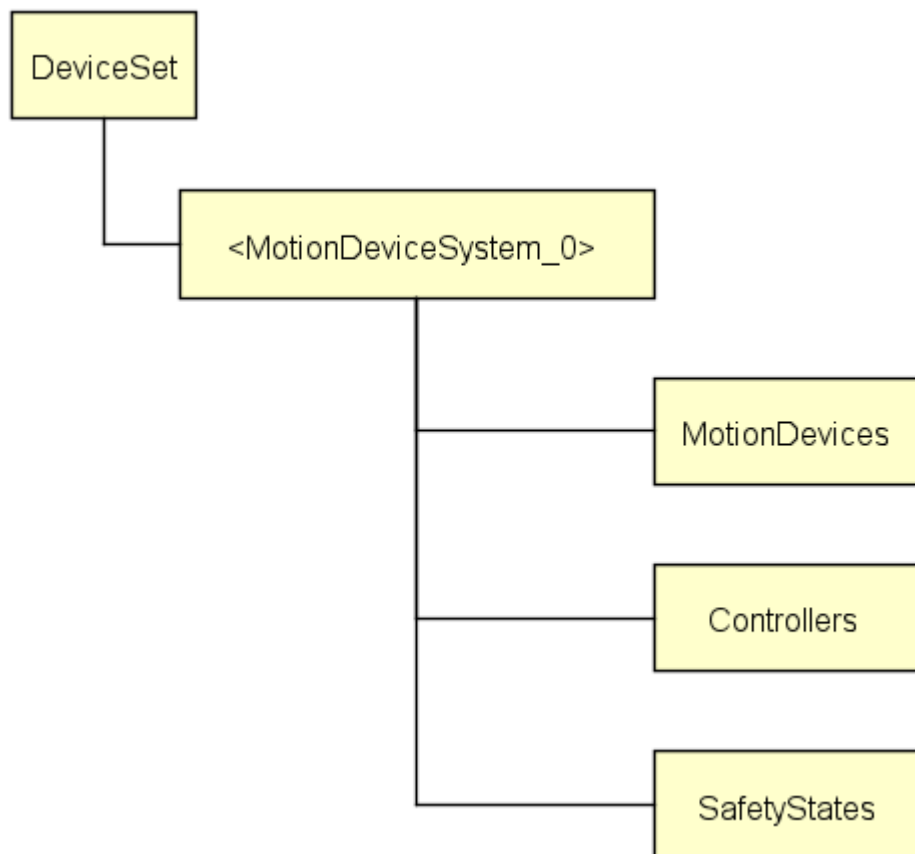 DeviceSet
<MotionDeviceSystem_0>
MotionDevices
Controllers
SafetyStates